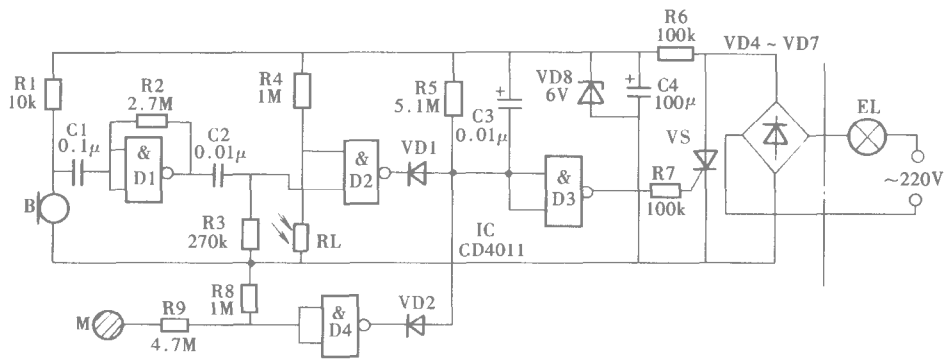 R1
10k
C1
0.1μ
B
R2
2.7M
&
D1
C2
0.01μ
R3
270k
R4
1M
RL
&
D2
VD1
R5
5.1M
C3
0.01μ
IC
CD4011
&
D3
VD8
6V
C4
100μ
R6
100k
R7
100k
VS
VD4 ~ VD7
EL
~220V
M
R9
4.7M
R8
1M
&
D4
VD2
+
+